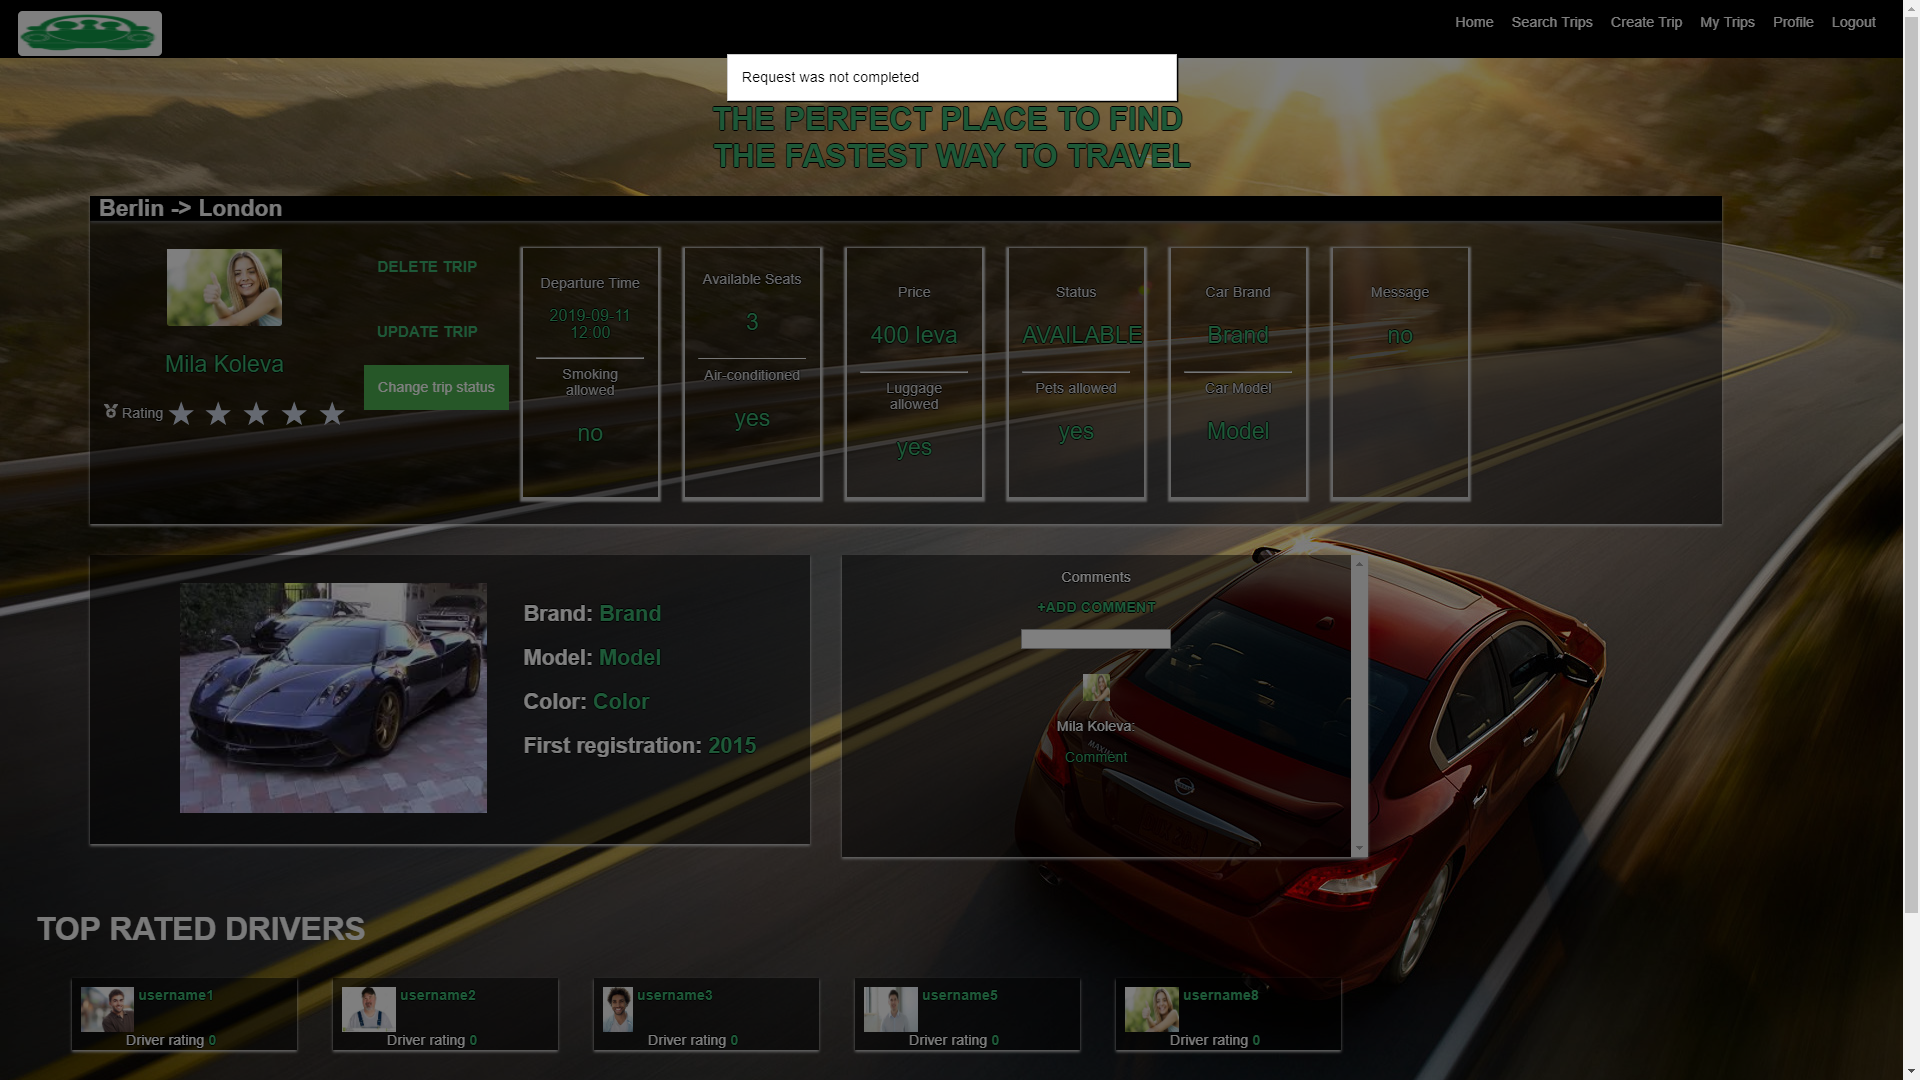 Home Search Trips Create Trip My Trips Profile Logout
Request was not completed
THE PERFECT PLACE TO FIND
THE FASTEST WAY TO TRAVEL
Berlin -> London
Mila Koleva
Rating
DELETE TRIP
UPDATE TRIP
Change trip status
Departure Time
2019-09-11
12:00
Smoking
allowed
no
Available Seats
3
Air-conditioned
yes
Price
400 leva
Luggage
allowed
yes
Status
AVAILABLE
Pets allowed
yes
Car Brand
Brand
Car Model
Model
Message
no
Brand: Brand
Model: Model
Color: Color
First registration: 2015
Comments
+ADD COMMENT
Mila Koleva:
Comment
TOP RATED DRIVERS
username1
Driver rating 0
username2
Driver rating 0
username3
Driver rating 0
username5
Driver rating 0
username8
Driver rating 0